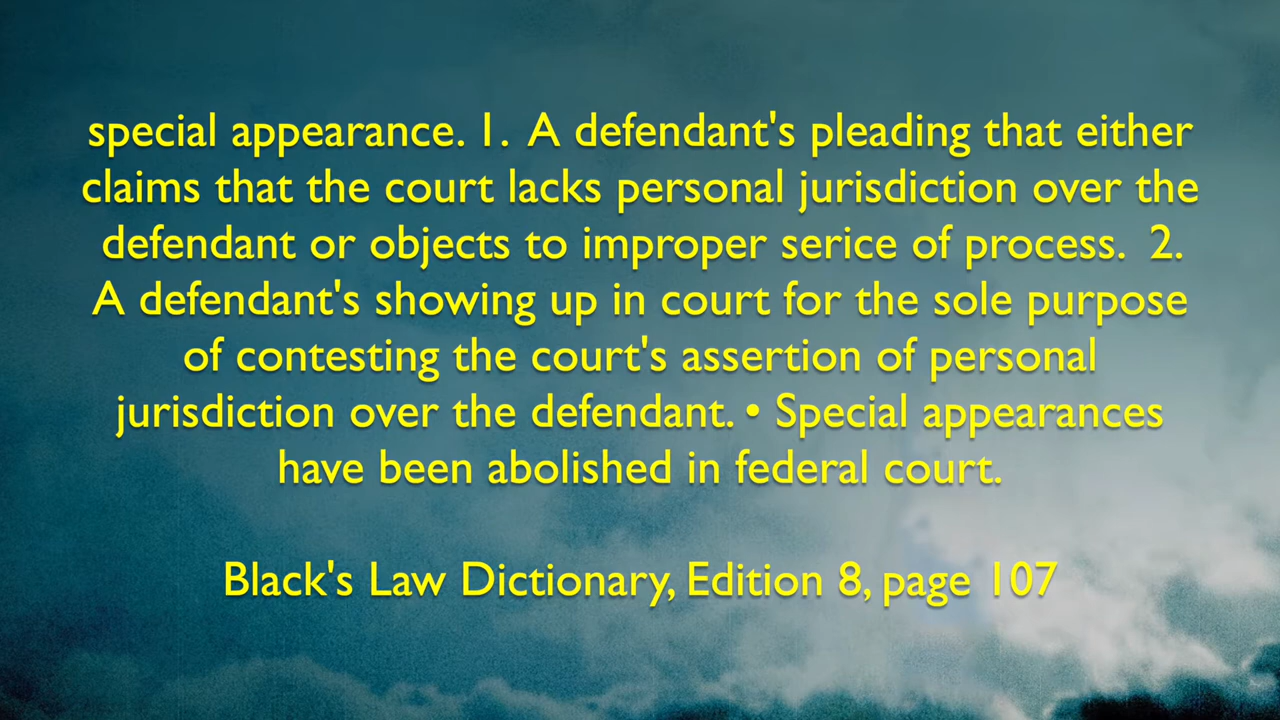 special appearance. 1. A defendant's pleading that either
claims that the court lacks personal jurisdiction over the
defendant or objects to improper serice of process. 2.
A defendant's showing up in court for the sole purpose
of contesting the court's assertion of personal
jurisdiction over the defendant. • Special appearances
have been abolished in federal court.
Black's Law Dictionary, Edition 8, page 107